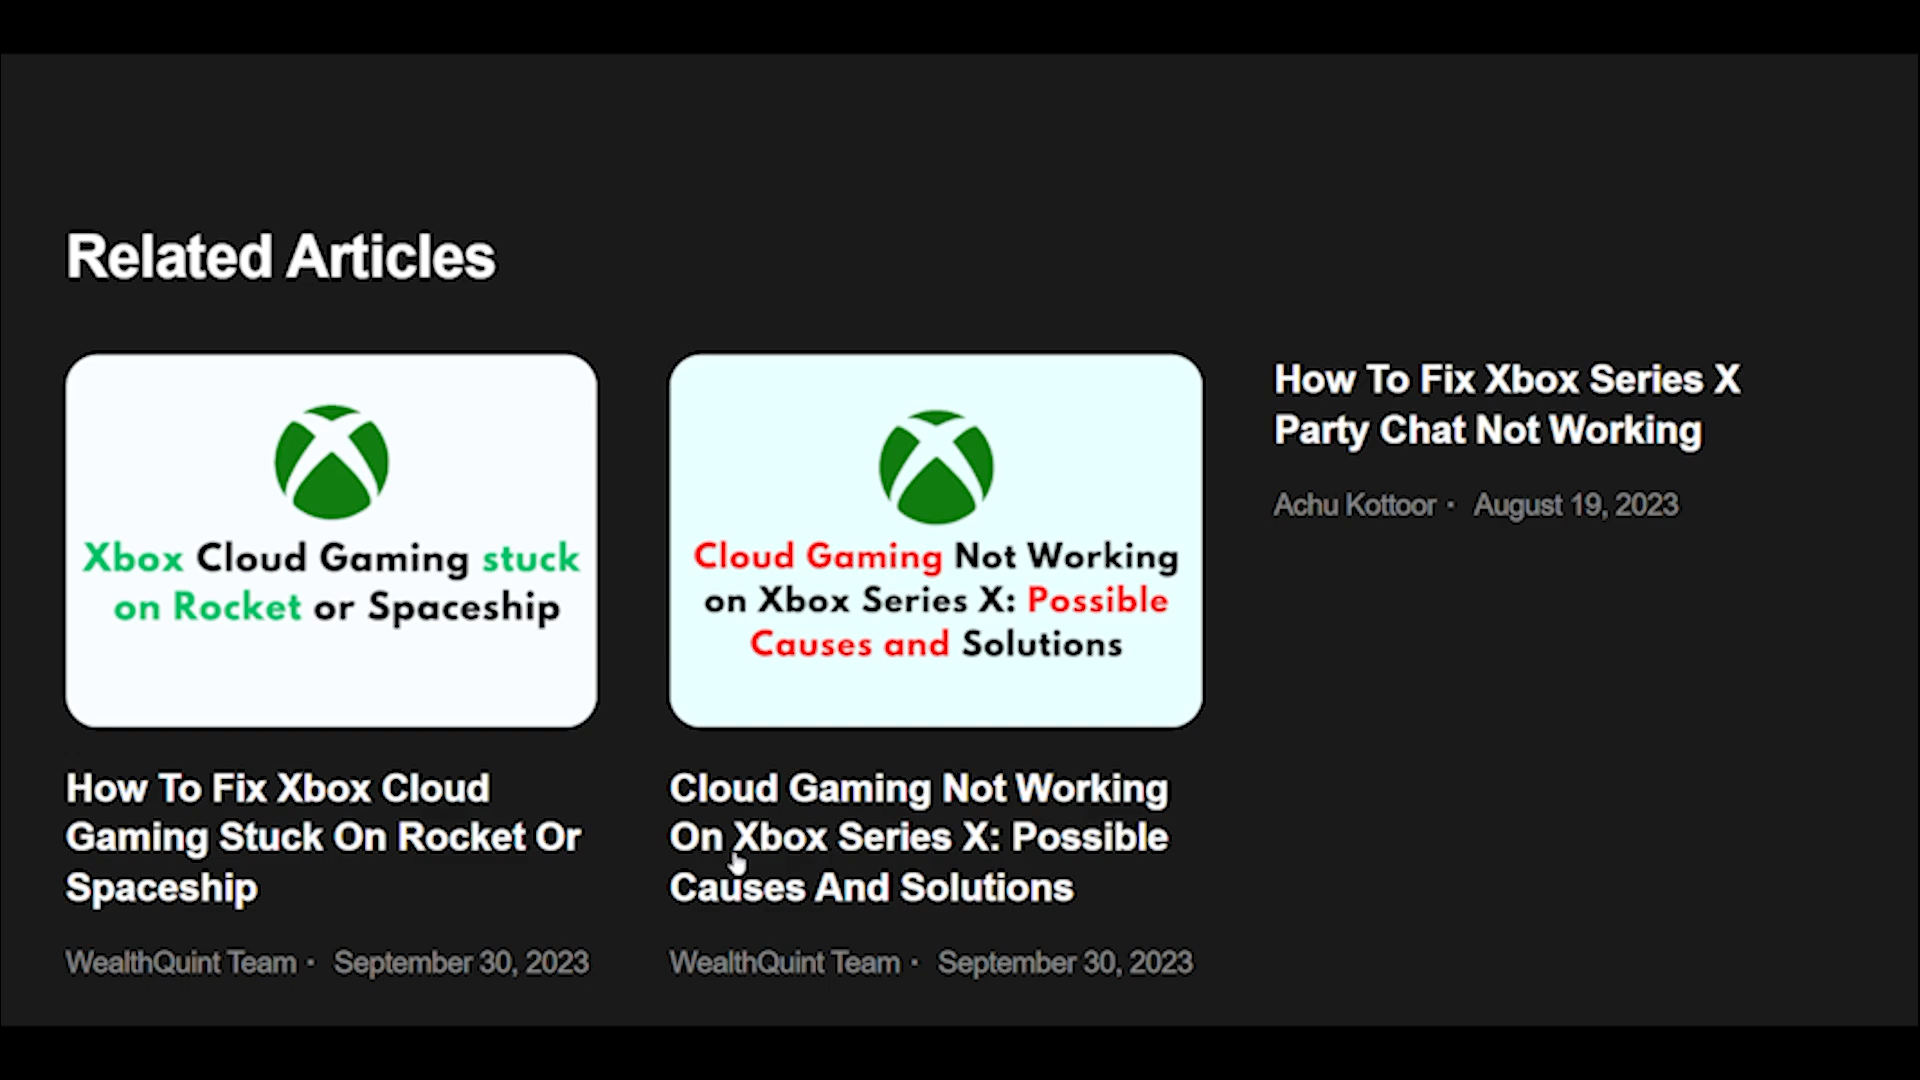 Related Articles
Xbox Cloud Gaming stuck
on Rocket or Spaceship
How To Fix Xbox Cloud
Gaming Stuck On Rocket Or
Spaceship
WealthQuint Team · September 30, 2023
Cloud Gaming Not Working
on Xbox Series X: Possible
Causes and Solutions
Cloud Gaming Not Working
On Xbox Series X: Possible
Causes And Solutions
WealthQuint Team · September 30, 2023
How To Fix Xbox Series X
Party Chat Not Working
Achu Kottoor · August 19, 2023